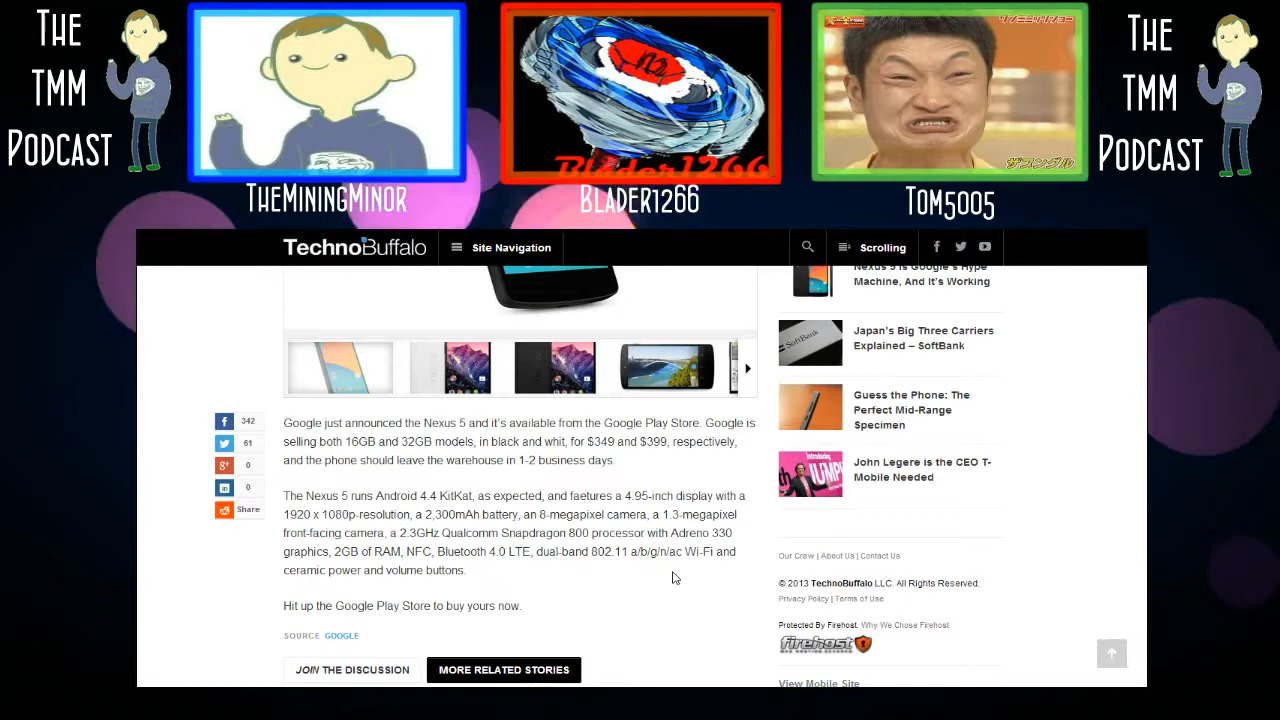 The
TMM
Podcast
TheMiningMinor
Blader1266
Blader1266
Tom5005
The
TMM
Podcast
TechnoBuffalo
Site Navigation
Scrolling
Google just announced the Nexus 5 and it's available from the Google Play Store. Google is
selling both 16GB and 32GB models, in black and whit, for $349 and $399, respectively,
and the phone should leave the warehouse in 1-2 business days.
The Nexus 5 runs Android 4.4 KitKat, as expected, and faetures a 4.95-inch display with a
1920 x 1080p-resolution, a 2,300mAh battery, an 8-megapixel camera, a 1.3-megapixel
front-facing camera, a 2.3GHz Qualcomm Snapdragon 800 processor with Adreno 330
graphics, 2GB of RAM, NFC, Bluetooth 4.0 LTE, dual-band 802.11 a/b/g/n/ac Wi-Fi and
ceramic power and volume buttons.
Hit up the Google Play Store to buy yours now.
SOURCE GOOGLE
JOIN THE DISCUSSION
MORE RELATED STORIES
342
61
0
0
Share
Nexus 5 is Google's Hype
Machine, And It's Working
SoftBank
Japan's Big Three Carriers
Explained – SoftBank
Guess the Phone: The
Perfect Mid-Range
Specimen
John Legere is the CEO T-
Mobile Needed
Our Crew | About Us | Contact Us
© 2013 TechnoBuffalo LLC. All Rights Reserved.
Privacy Policy | Terms of Use
Protected By Firehost. Why We Chose Firehost
firehost
View Mobile Site